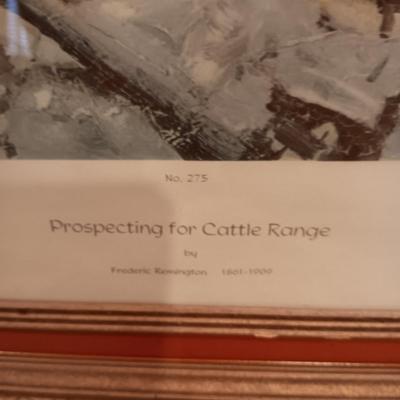 No. 275
Prospecting for Cattle Range
by
Frederic Remington 1861-1909